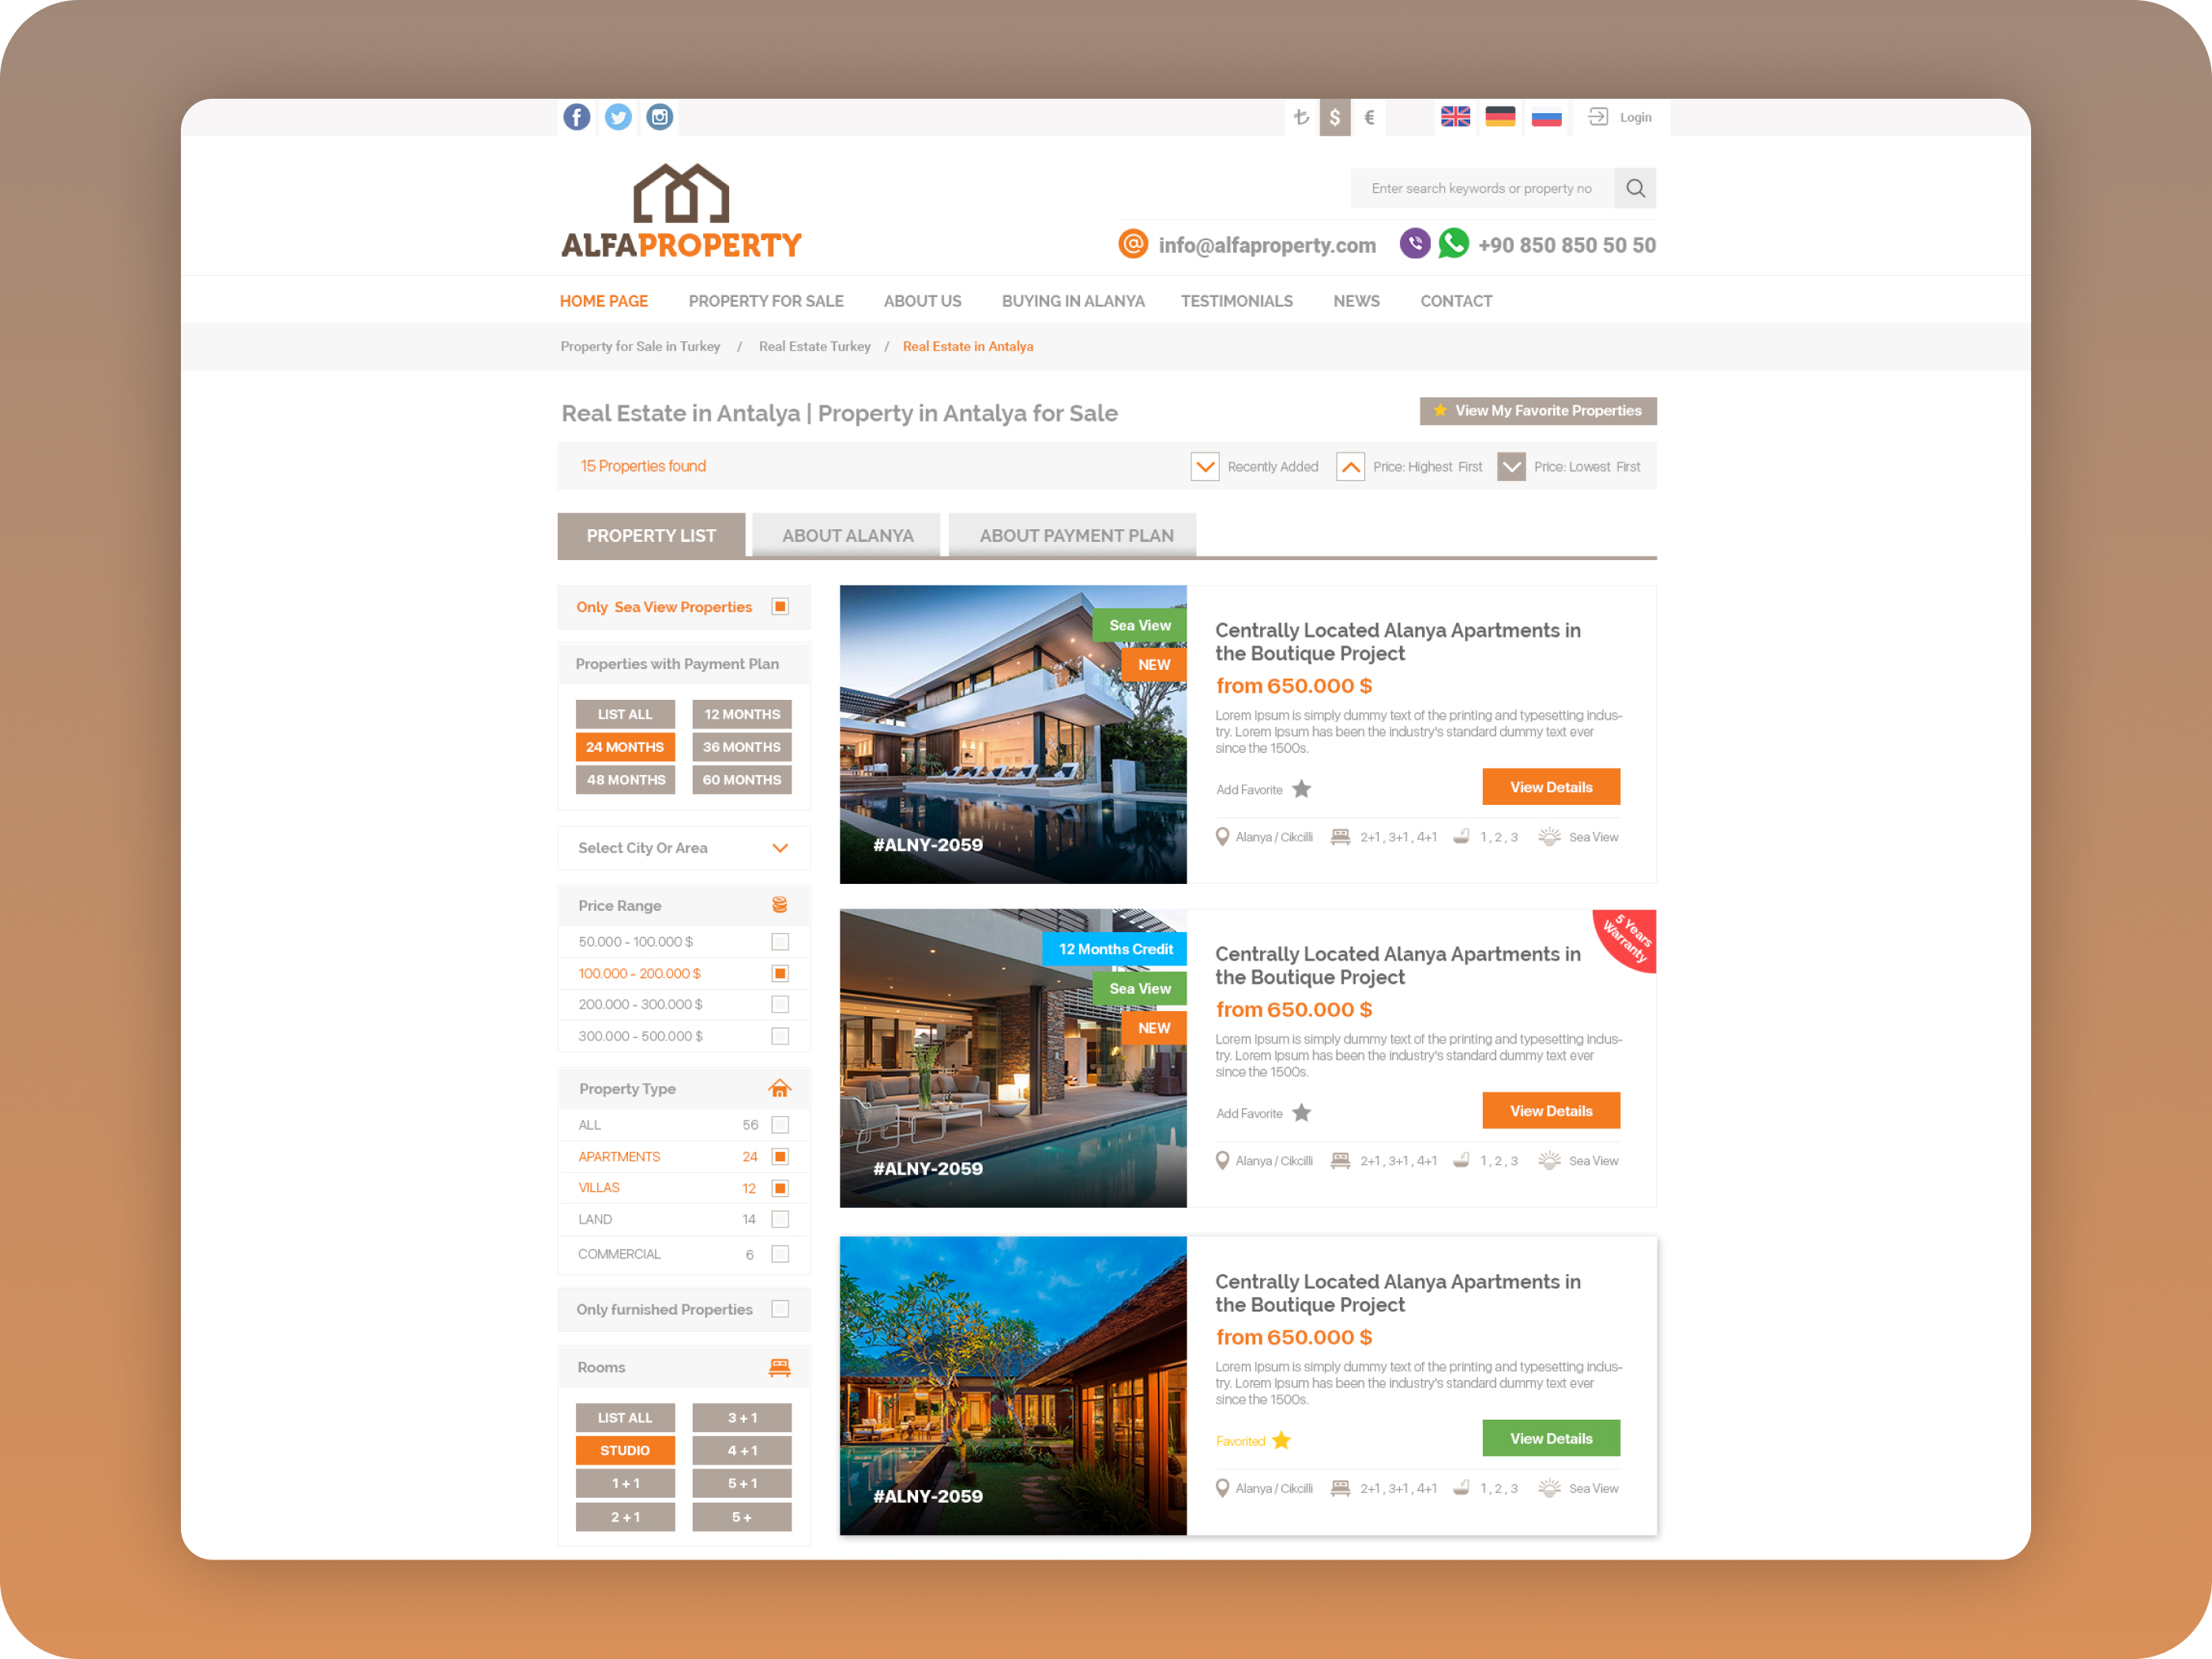 ₺ $ € Login
ALFAPROPERTY
Enter search keywords or property no
info@alfaproperty.com +90 850 850 50 50
HOME PAGE PROPERTY FOR SALE ABOUT US BUYING IN ALANYA TESTIMONIALS NEWS CONTACT
Property for Sale in Turkey / Real Estate Turkey / Real Estate in Antalya
Real Estate in Antalya | Property in Antalya for Sale
View My Favorite Properties
15 Properties found
Recently Added Price: Highest First Price: Lowest First
PROPERTY LIST ABOUT ALANYA ABOUT PAYMENT PLAN
Only Sea View Properties
Properties with Payment Plan
LIST ALL 12 MONTHS
24 MONTHS 36 MONTHS
48 MONTHS 60 MONTHS
Select City Or Area
Price Range
50.000 - 100.000 $
100.000 - 200.000 $
200.000 - 300.000 $
300.000 - 500.000 $
Property Type
ALL 56
APARTMENTS 24
VILLAS 12
LAND 14
COMMERCIAL 6
Only furnished Properties
Rooms
LIST ALL 3 + 1
STUDIO 4 + 1
1 + 1 5 + 1
2 + 1 5 +
Sea View
NEW
#ALNY-2059
Centrally Located Alanya Apartments in
the Boutique Project
from 650.000 $
Lorem Ipsum is simply dummy text of the printing and typesetting indus-
try. Lorem Ipsum has been the industry's standard dummy text ever
since the 1500s.
Add Favorite View Details
Alanya / Cikcilli 2+1 , 3+1 , 4+1 1 , 2 , 3 Sea View
12 Months Credit
Sea View
NEW
#ALNY-2059
5 Years
Warranty
Centrally Located Alanya Apartments in
the Boutique Project
from 650.000 $
Lorem Ipsum is simply dummy text of the printing and typesetting indus-
try. Lorem Ipsum has been the industry's standard dummy text ever
since the 1500s.
Add Favorite View Details
Alanya / Cikcilli 2+1 , 3+1 , 4+1 1 , 2 , 3 Sea View
#ALNY-2059
Centrally Located Alanya Apartments in
the Boutique Project
from 650.000 $
Lorem Ipsum is simply dummy text of the printing and typesetting indus-
try. Lorem Ipsum has been the industry's standard dummy text ever
since the 1500s.
Favorited View Details
Alanya / Cikcilli 2+1 , 3+1 , 4+1 1 , 2 , 3 Sea View